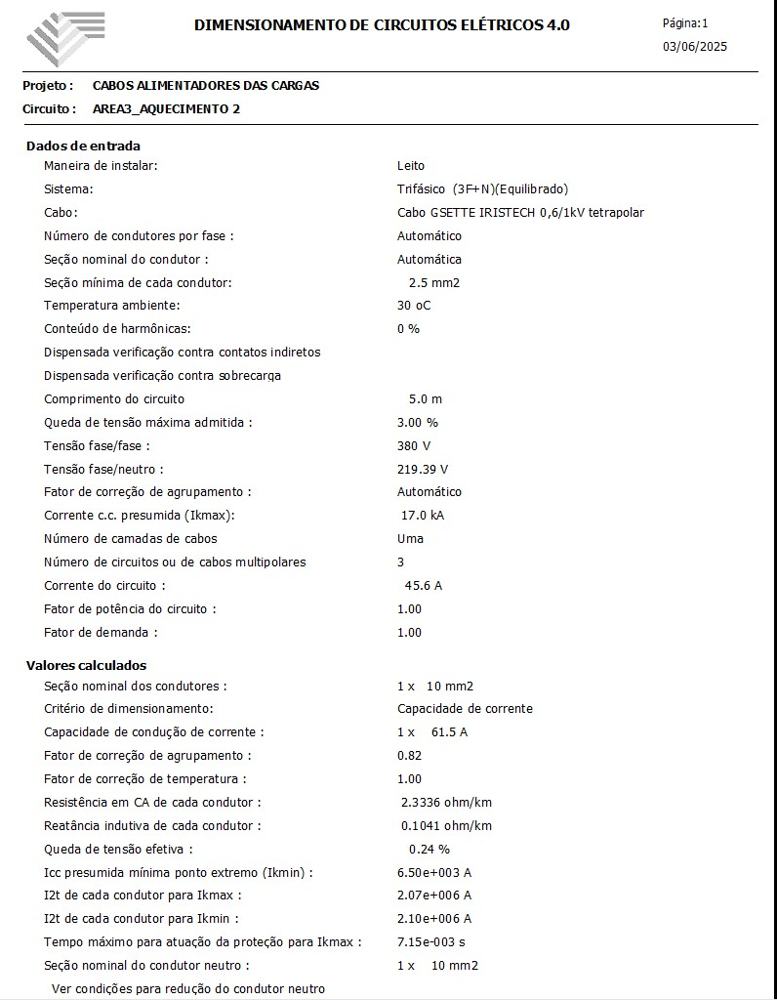 DIMENSIONAMENTO DE CIRCUITOS ELÉTRICOS 4.0
Página:1
03/06/2025
Projeto : CABOS ALIMENTADORES DAS CARGAS
Circuito : AREA3_AQUECIMENTO 2
Dados de entrada
Maneira de instalar: Leito
Sistema: Trifásico (3F+N)(Equilibrado)
Cabo: Cabo GSETTE IRISTECH 0,6/1kV tetrapolar
Número de condutores por fase : Automático
Seção nominal do condutor : Automática
Seção mínima de cada condutor: 2.5 mm2
Temperatura ambiente: 30 oC
Conteúdo de harmônicas: 0 %
Dispensada verificação contra contatos indiretos
Dispensada verificação contra sobrecarga
Comprimento do circuito 5.0 m
Queda de tensão máxima admitida : 3.00 %
Tensão fase/fase : 380 V
Tensão fase/neutro : 219.39 V
Fator de correção de agrupamento : Automático
Corrente c.c. presumida (Ikmax): 17.0 kA
Número de camadas de cabos Uma
Número de circuitos ou de cabos multipolares 3
Corrente do circuito : 45.6 A
Fator de potência do circuito : 1.00
Fator de demanda : 1.00
Valores calculados
Seção nominal dos condutores : 1 x 10 mm2
Critério de dimensionamento: Capacidade de corrente
Capacidade de condução de corrente : 1 x 61.5 A
Fator de correção de agrupamento : 0.82
Fator de correção de temperatura : 1.00
Resistência em CA de cada condutor : 2.3336 ohm/km
Reatância indutiva de cada condutor : 0.1041 ohm/km
Queda de tensão efetiva : 0.24 %
Icc presumida mínima ponto extremo (Ikmin) : 6.50e+003 A
I2t de cada condutor para Ikmax : 2.07e+006 A
I2t de cada condutor para Ikmin : 2.10e+006 A
Tempo máximo para atuação da proteção para Ikmax : 7.15e-003 s
Seção nominal do condutor neutro : 1 x 10 mm2
Ver condições para redução do condutor neutro